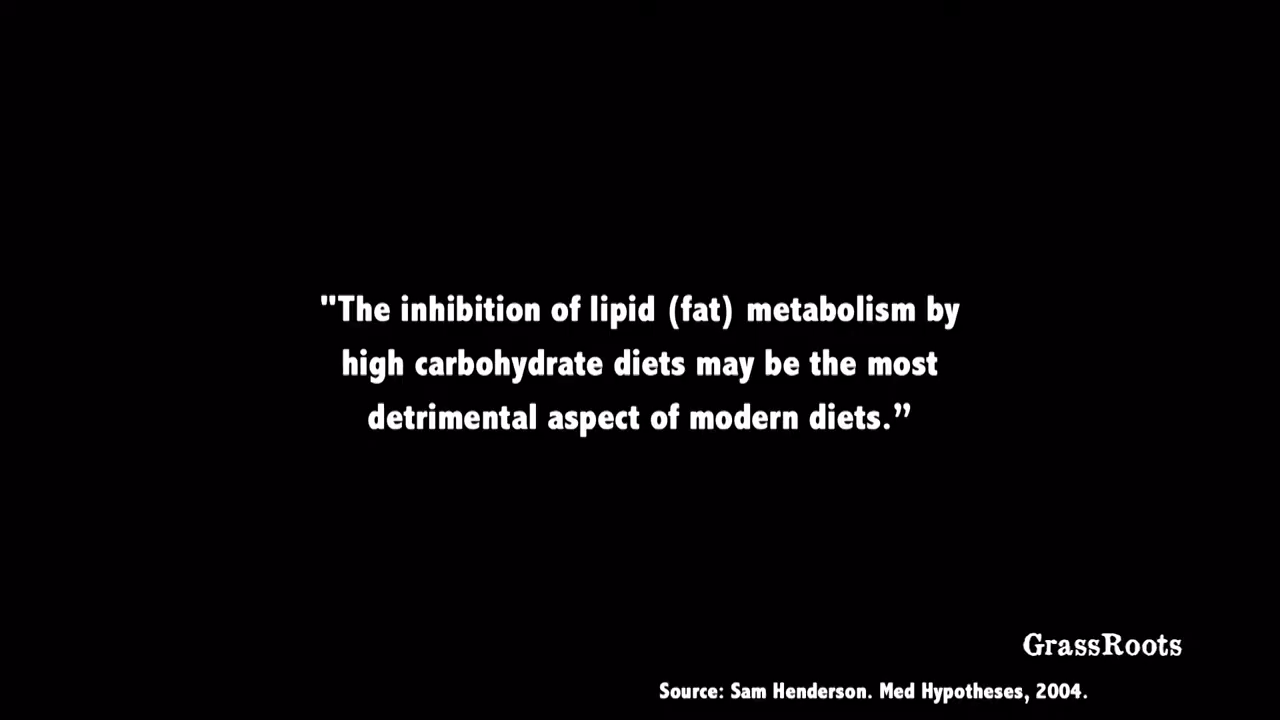 "The inhibition of lipid (fat) metabolism by
high carbohydrate diets may be the most
detrimental aspect of modern diets.”
GrassRoots
Source: Sam Henderson. Med Hypotheses, 2004.